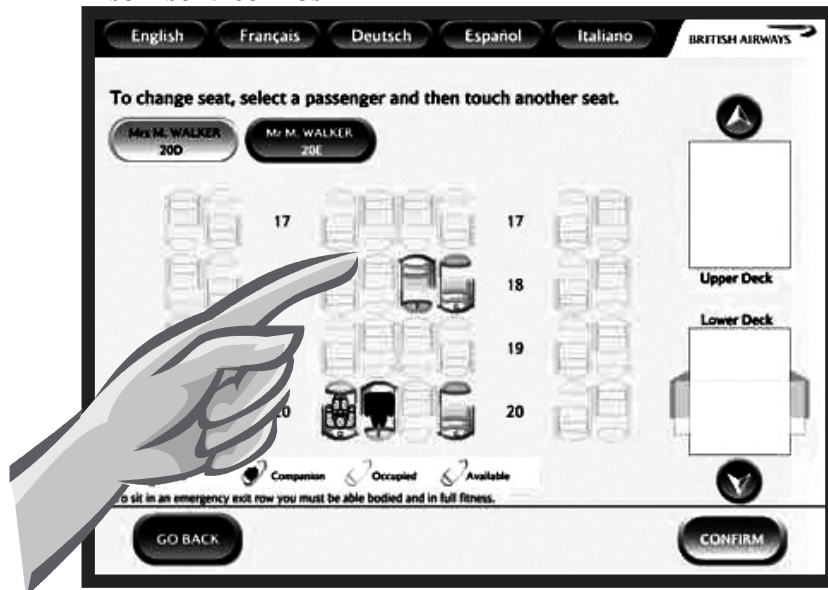 English Français Deutsch Español Italiano BRITISH AIRWAYS
To change seat, select a passenger and then touch another seat.
Mrs M. WALKER Mr M. WALKER
20D 20E
17 17
18
Upper Deck
Lower Deck
19
20
Companion Occupied Available
to sit in an emergency exit row you must be able bodied and in full fitness.
GO BACK CONFIRM